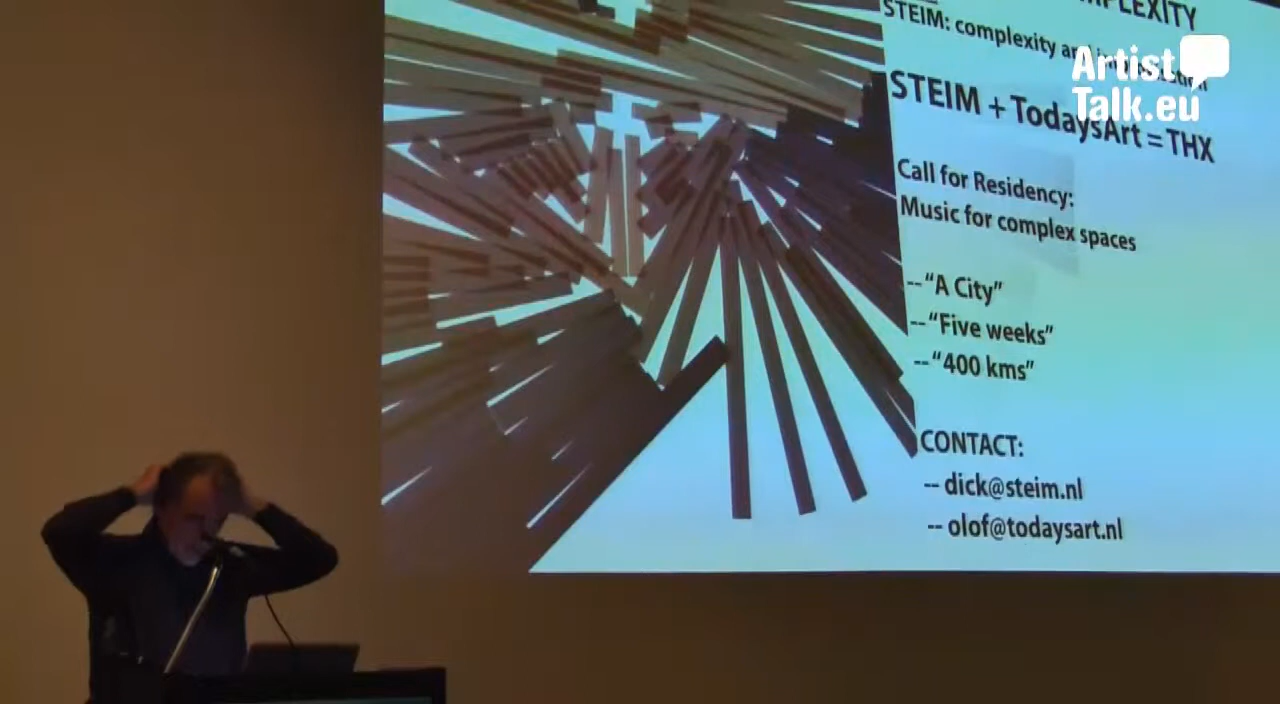 STEIM: complexity
Artist
Talk.eu
STEIM + TodaysArt = THX
Call for Residency:
Music for complex spaces
-- “A City”
-- “Five weeks”
-- “400 kms”
CONTACT:
-- dick@steim.nl
-- olof@todaysart.nl